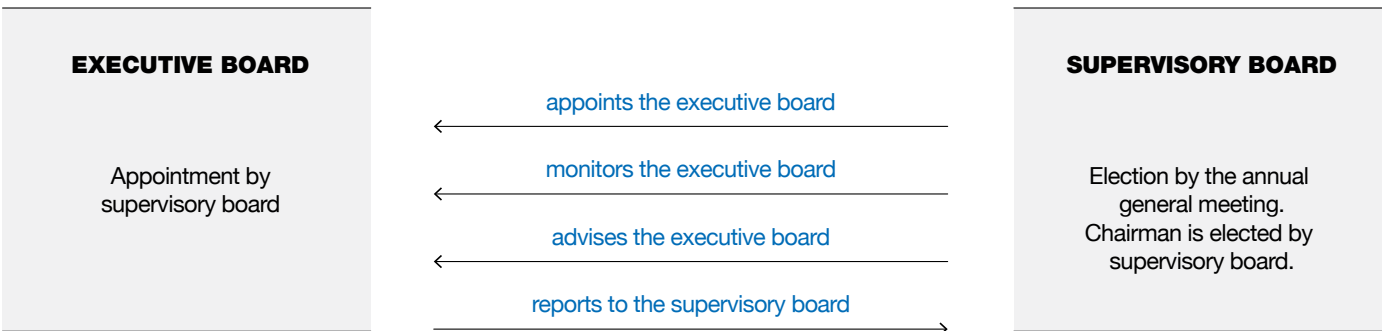 EXECUTIVE BOARD
Appointment by
supervisory board
appoints the executive board
monitors the executive board
advises the executive board
reports to the supervisory board
SUPERVISORY BOARD
Election by the annual
general meeting.
Chairman is elected by
supervisory board.